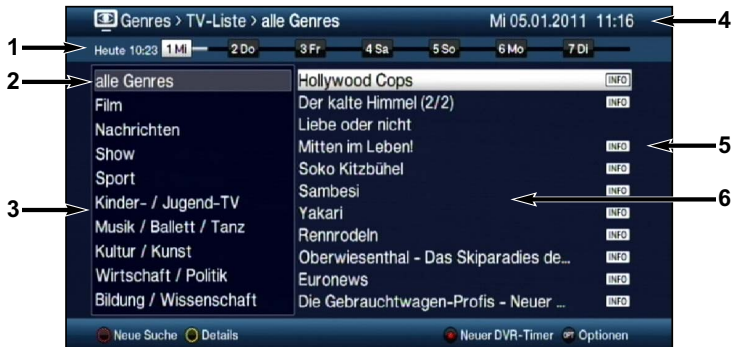 Genres > TV-Liste > alle Genres Mi 05.01.2011 11:16
4
1
Heute 10:23 1 Mi 2 Do 3 Fr 4 Sa 5 So 6 Mo 7 Di
2
alle Genres
Film
Nachrichten
Show
Sport
Kinder- / Jugend-TV
3
Musik / Ballett / Tanz
Kultur / Kunst
Wirtschaft / Politik
Bildung / Wissenschaft
Hollywood Cops INFO
Der kalte Himmel (2/2) INFO
Liebe oder nicht
Mitten im Leben! INFO
5
Soko Kitzbühel INFO
Sambesi INFO
6
Yakari INFO
Rennrodeln INFO
Oberwiesenthal - Das Skiparadies de... INFO
Euronews INFO
Die Gebrauchtwagen-Profis - Neuer ... INFO
Neue Suche Details Neuer DVR-Timer OPT Optionen